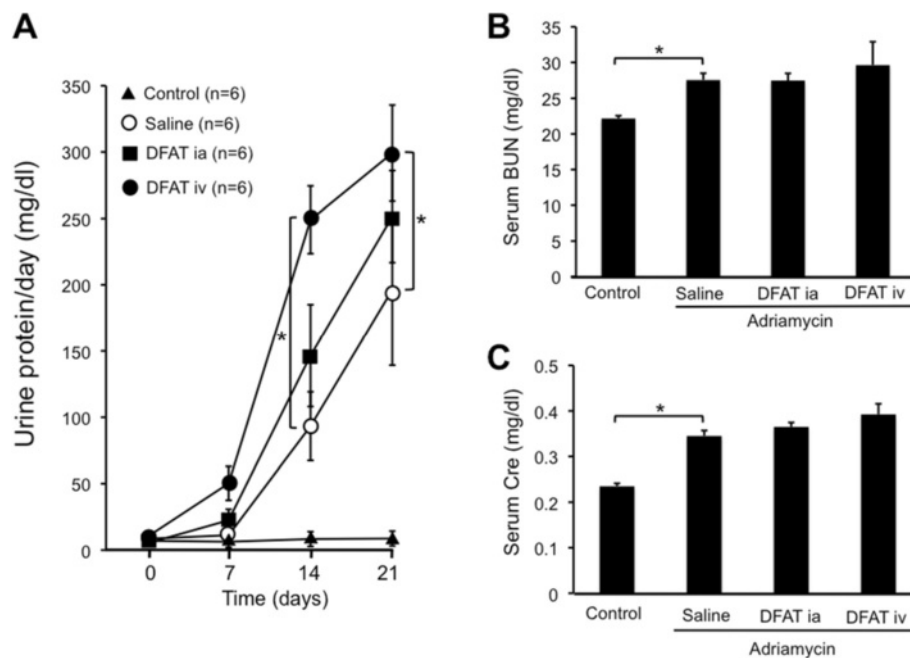 A
Urine protein/day (mg/dl)
350
300
250
200
150
100
50
0
Control (n=6)
Saline (n=6)
DFAT ia (n=6)
DFAT iv (n=6)
*
*
0 7 14 21
Time (days)
B
Serum BUN (mg/dl)
35
30
25
20
15
10
5
0
*
Control Saline DFAT ia DFAT iv
Adriamycin
C
Serum Cre (mg/dl)
0.4
0.3
0.2
0.1
0
*
Control Saline DFAT ia DFAT iv
Adriamycin